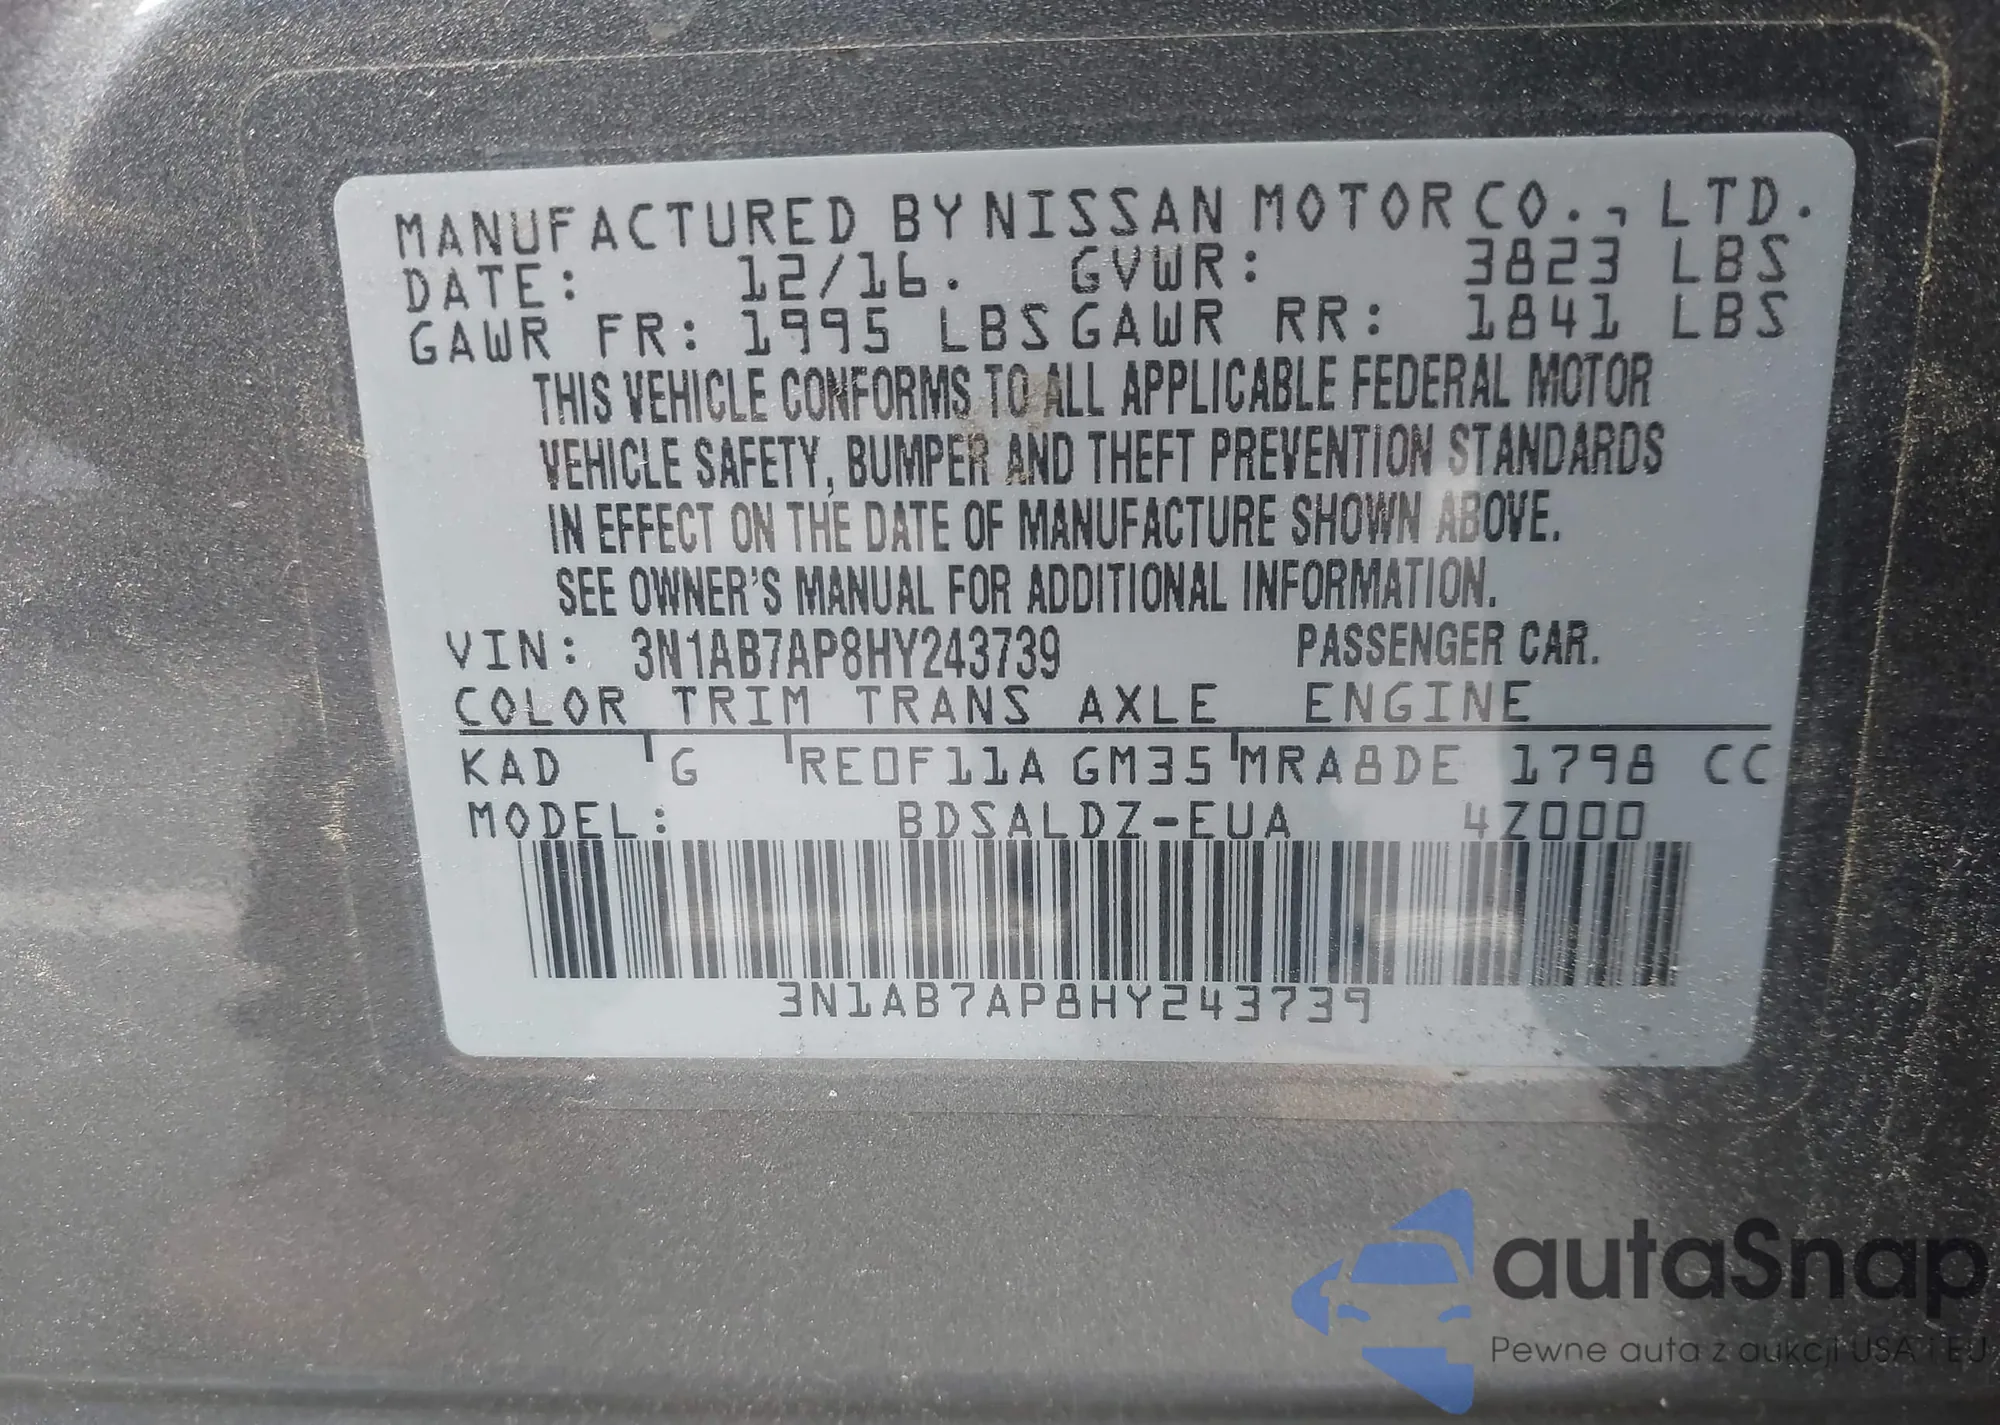 MANUFACTURED BY NISSAN MOTOR CO., LTD.
DATE: 12/16. GVWR: 3823 LBS
GAWR FR: 1995 LBS GAWR RR: 1841 LBS
THIS VEHICLE CONFORMS TO ALL APPLICABLE FEDERAL MOTOR
VEHICLE SAFETY, BUMPER AND THEFT PREVENTION STANDARDS
IN EFFECT ON THE DATE OF MANUFACTURE SHOWN ABOVE.
SEE OWNER'S MANUAL FOR ADDITIONAL INFORMATION.
VIN: 3N1AB7AP8HY243739 PASSENGER CAR.
COLOR TRIM TRANS AXLE ENGINE
KAD G RE0F11A GM35 MRA8DE 1798 CC
MODEL: BDSALDZ-EUA 4Z000
3N1AB7AP8HY243739
autaSnap
Pewne auta z aukcji USA i EU